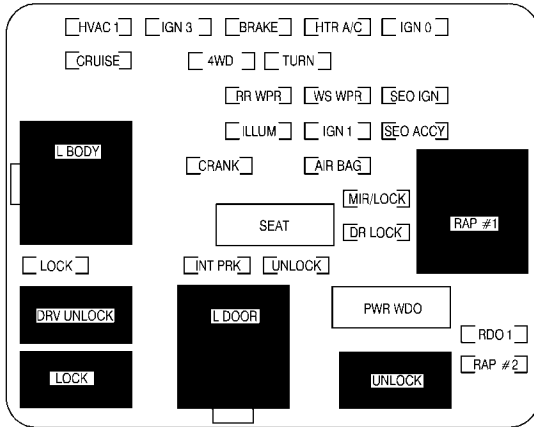 HVAC 1 IGN 3 BRAKE HTR A/C IGN 0
CRUISE 4WD TURN
RR WPR WS WPR SEO IGN
ILLUM IGN 1 SEO ACCY
L BODY
CRANK AIR BAG
MIR/LOCK
SEAT
RAP #1
DR LOCK
LOCK INT PRK UNLOCK
DRV UNLOCK L DOOR PWR WDO
RDO 1
RAP #2
LOCK UNLOCK